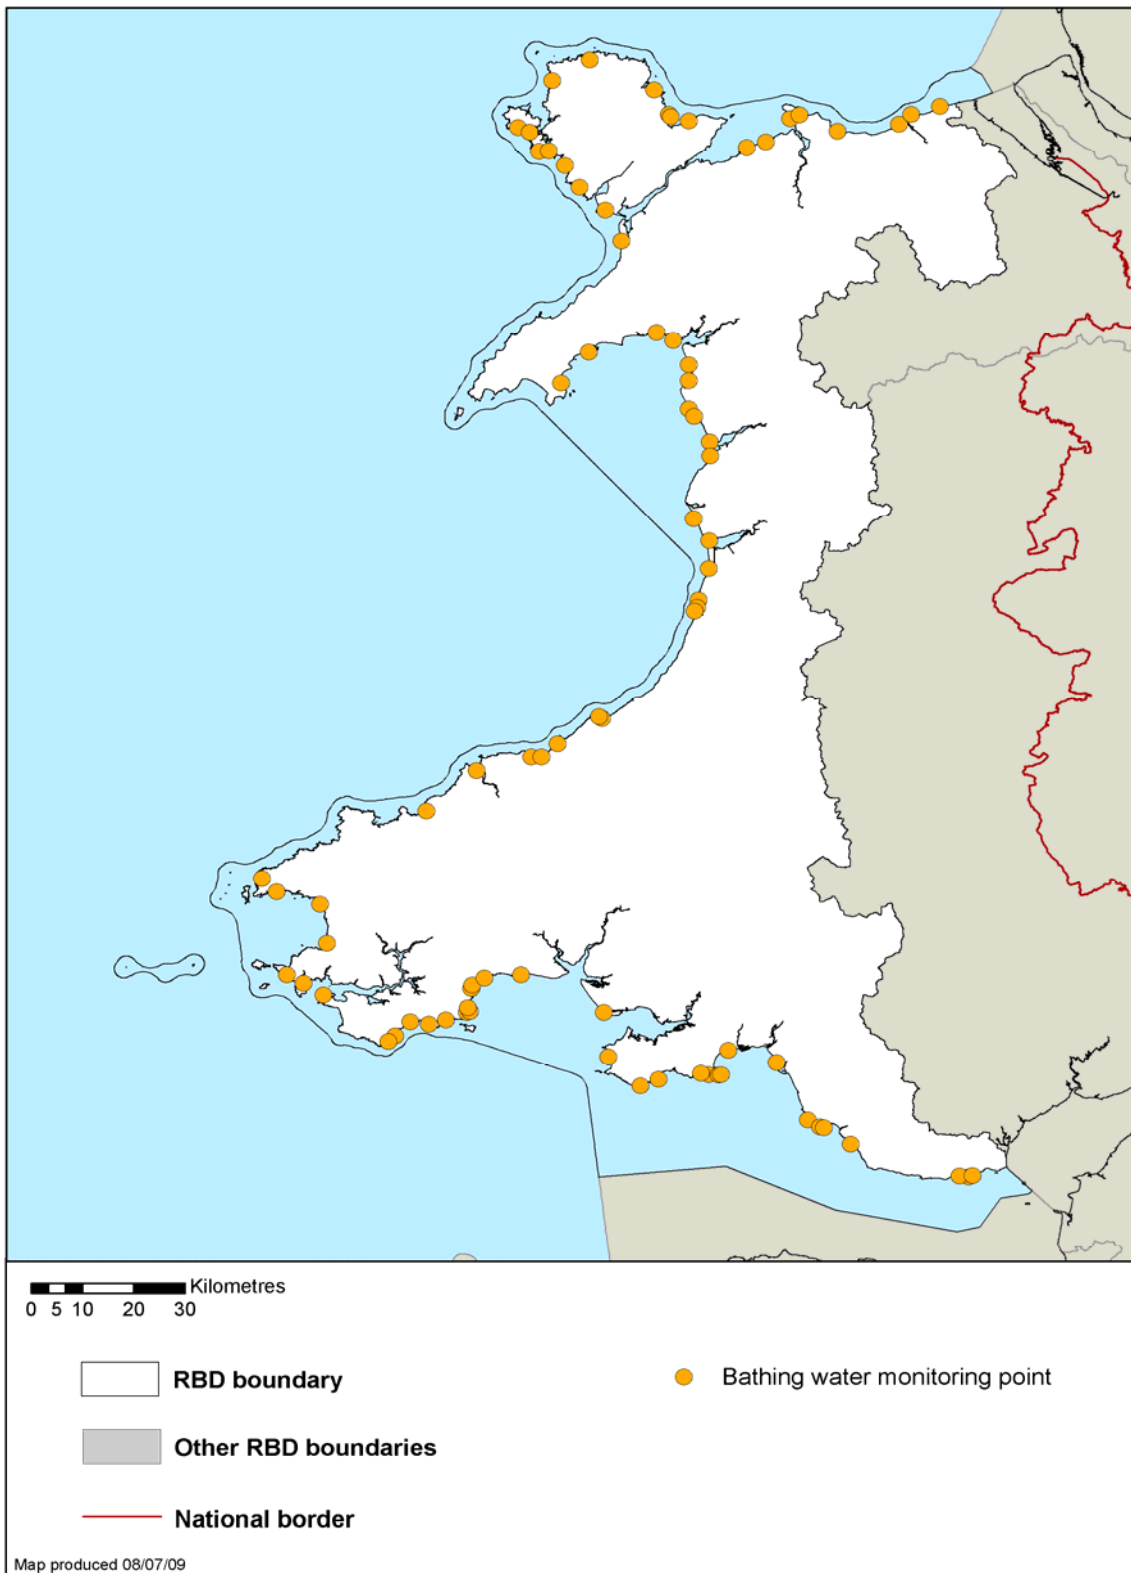 Kilometres
0 5 10 20 30
RBD boundary
Bathing water monitoring point
Other RBD boundaries
National border
Map produced 08/07/09